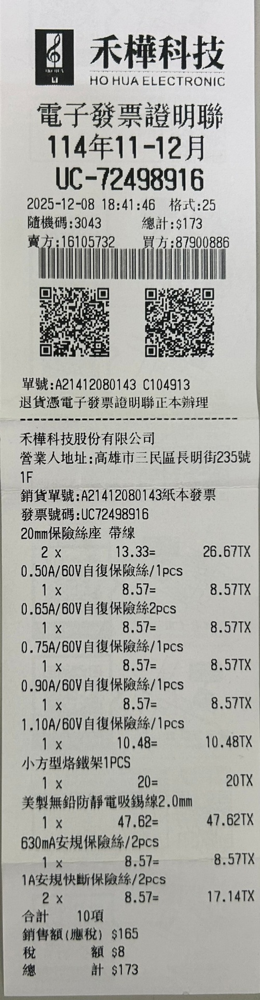 HO HUA
禾樺科技
HO HUA ELECTRONIC
電子發票證明聯
114年11-12月
UC-72498916
2025-12-08 18:41:46 格式:25
隨機碼:3043 總計:$173
賣方:16105732 買方:87900886
單號:A21412080143 C104913
退貨憑電子發票證明聯正本辦理
禾樺科技股份有限公司
營業人地址:高雄市三民區長明街235號
1F
銷貨單號:A21412080143紙本發票
發票號碼:UC72498916
20mm保險絲座 帶線
2 x 13.33= 26.67TX
0.50A/60V自復保險絲/1pcs
1 x 8.57= 8.57TX
0.65A/60V自復保險絲2pcs
1 x 8.57= 8.57TX
0.75A/60V自復保險絲/1pcs
1 x 8.57= 8.57TX
0.90A/60V自復保險絲/1pcs
1 x 8.57= 8.57TX
1.10A/60V自復保險絲/1pcs
1 x 10.48= 10.48TX
小方型烙鐵架1PCS
1 x 20= 20TX
美製無鉛防靜電吸錫線2.0mm
1 x 47.62= 47.62TX
630mA安規保險絲/2pcs
1 x 8.57= 8.57TX
1A安規快斷保險絲/2pcs
2 x 8.57= 17.14TX
合計 10項
銷售額(應稅) $165
稅 額 $8
總 計 $173